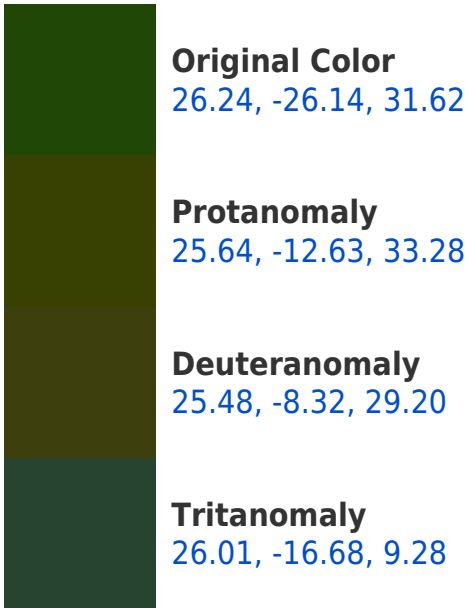 Original Color
26.24, -26.14, 31.62
Protanomaly
25.64, -12.63, 33.28
Deuteranomaly
25.48, -8.32, 29.20
Tritanomaly
26.01, -16.68, 9.28